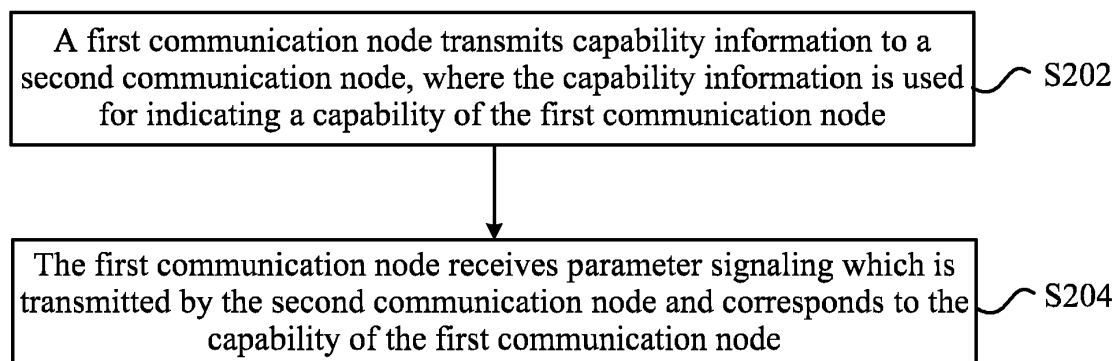 A first communication node transmits capability information to a
second communication node, where the capability information is used
for indicating a capability of the first communication node
S202
The first communication node receives parameter signaling which is
transmitted by the second communication node and corresponds to the
capability of the first communication node
S204